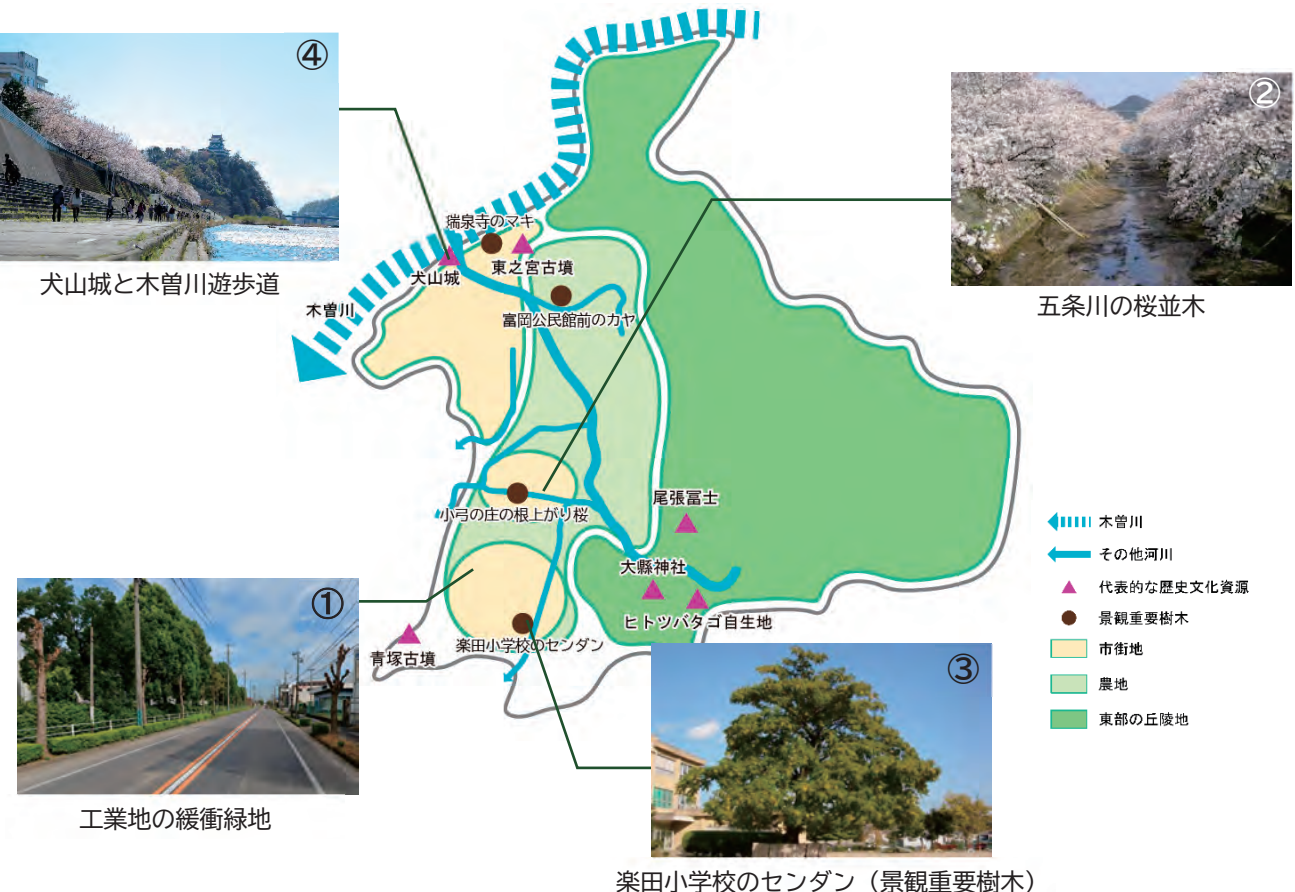 ④
犬山城と木曽川遊歩道
②
五条川の桜並木
瑞泉寺のマキ
東之宮古墳
犬山城
木曽川
富岡公民館前のカヤ
小弓の庄の根上がり桜
尾張冨士
大縣神社
ヒトツバタゴ自生地
楽田小学校のセンダン
青塚古墳
①
工業地の緩衝緑地
③
楽田小学校のセンダン（景観重要樹木）
木曽川
その他河川
代表的な歴史文化資源
景観重要樹木
市街地
農地
東部の丘陵地